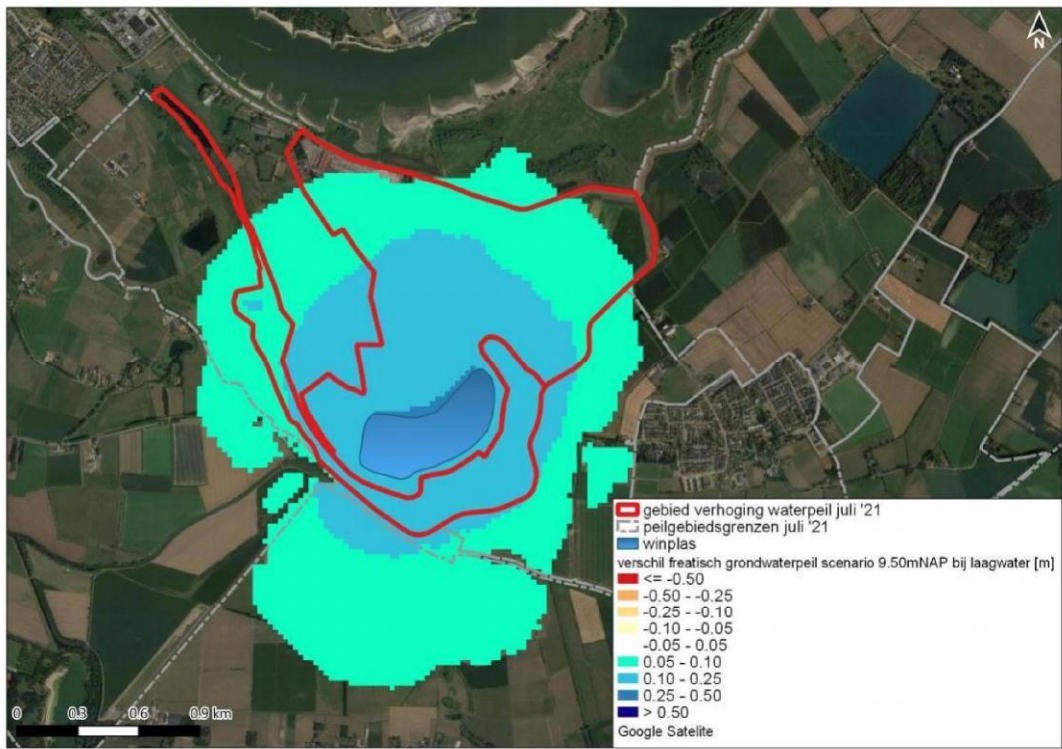 N
gebied verhoging waterpeil juli '21
peilgebiedsgrenzen juli '21
winplas
verschil freatisch grondwaterpeil scenario 9.50mNAP bij laagwater [m]
<= -0.50
-0.50 - -0.25
-0.25 - -0.10
-0.10 - -0.05
-0.05 - 0.05
0.05 - 0.10
0.10 - 0.25
0.25 - 0.50
> 0.50
Google Satelite
0 0.3 0.6 0.9 km